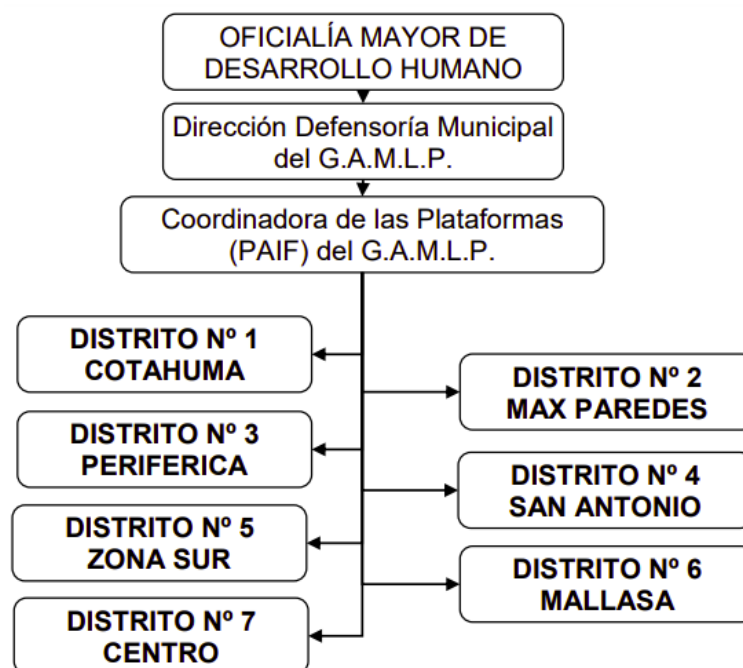 OFICIALÍA MAYOR DE
DESARROLLO HUMANO
Dirección Defensoría Municipal
del G.A.M.L.P.
Coordinadora de las Plataformas
(PAIF) del G.A.M.L.P.
DISTRITO Nº 1
COTAHUMA
DISTRITO Nº 2
MAX PAREDES
DISTRITO Nº 3
PERIFERICA
DISTRITO Nº 4
SAN ANTONIO
DISTRITO Nº 5
ZONA SUR
DISTRITO Nº 6
MALLASA
DISTRITO Nº 7
CENTRO